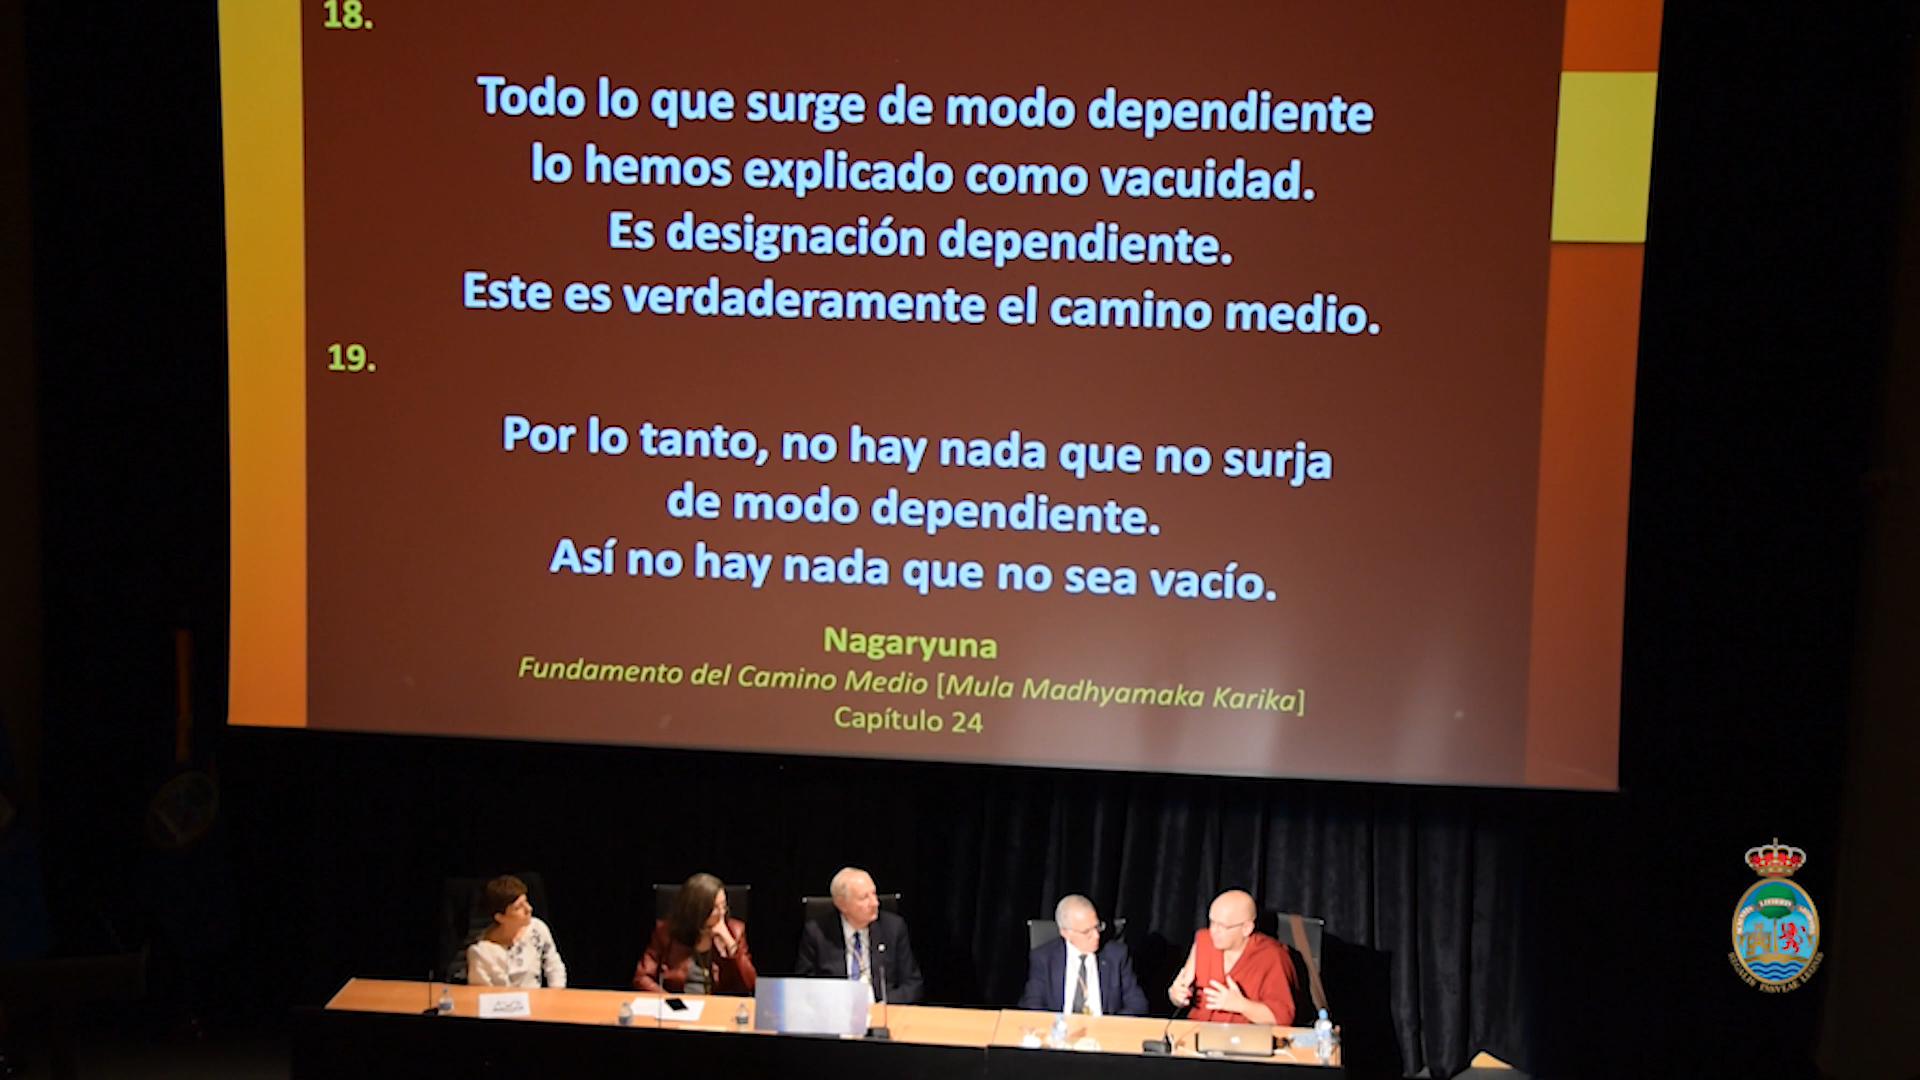 18.
Todo lo que surge de modo dependiente
lo hemos explicado como vacuidad.
Es designación dependiente.
Este es verdaderamente el camino medio.
19.
Por lo tanto, no hay nada que no surja
de modo dependiente.
Así no hay nada que no sea vacío.
Nagaryuna
Fundamento del Camino Medio [Mula Madhyamaka Karika]
Capítulo 24